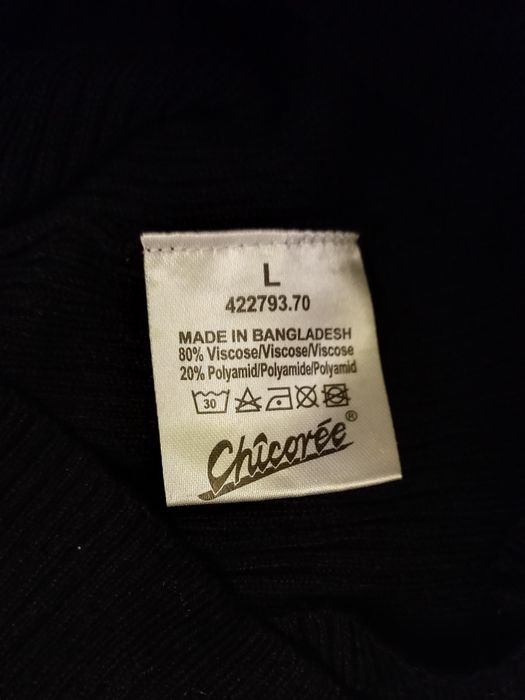 L
422793.70
MADE IN BANGLADESH
80% Viscose/Viscose/Viscose
20% Polyamid/Polyamide/Polyamid
30
Chicorée®